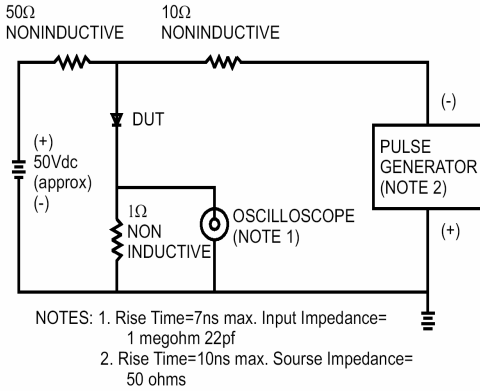 50Ω
NONINDUCTIVE
10Ω
NONINDUCTIVE
DUT
(+)
50Vdc
(approx)
(-)
1Ω
NON
INDUCTIVE
OSCILLOSCOPE
(NOTE 1)
(-)
PULSE
GENERATOR
(NOTE 2)
(+)
NOTES: 1. Rise Time=7ns max. Input Impedance=
1 megohm 22pf
2. Rise Time=10ns max. Sourse Impedance=
50 ohms